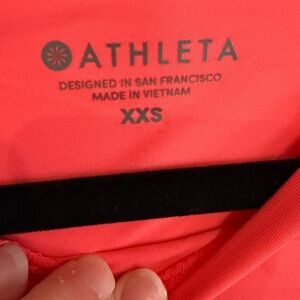 ATHLETA
DESIGNED IN SAN FRANCISCO
MADE IN VIETNAM
XXS